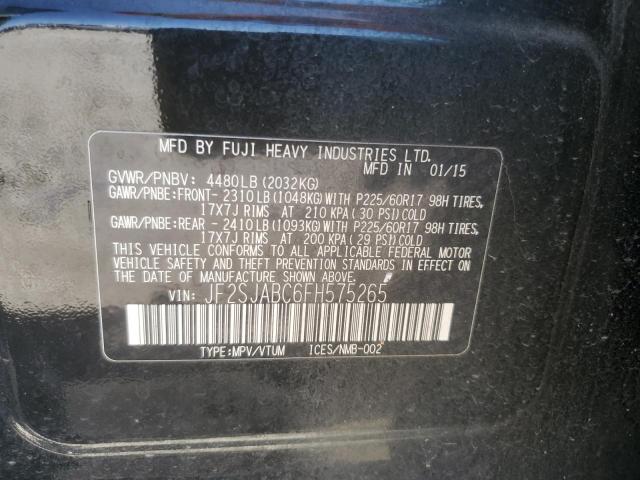 MFD BY FUJI HEAVY INDUSTRIES LTD.
MFD IN 01/15
GVWR/PNBV: 4480LB (2032KG)
GAWR/PNBE:FRONT- 2310LB (1048KG) WITH P225/60R17 98H TIRES,
17X7J RIMS AT 210 KPA (30 PSI) COLD
GAWR/PNBE:REAR - 2410LB (1093KG) WITH P225/60R17 98H TIRES,
17X7J RIMS AT 200 KPA (29 PSI) COLD
THIS VEHICLE CONFORMS TO ALL APPLICABLE FEDERAL MOTOR
VEHICLE SAFETY AND THEFT PREVENTION STANDARDS IN EFFECT
ON THE DATE OF MANUFACTURE SHOWN ABOVE.
VIN: JF2SJABC6FH575265
TYPE:MPV/VTUM ICES/NMB-002